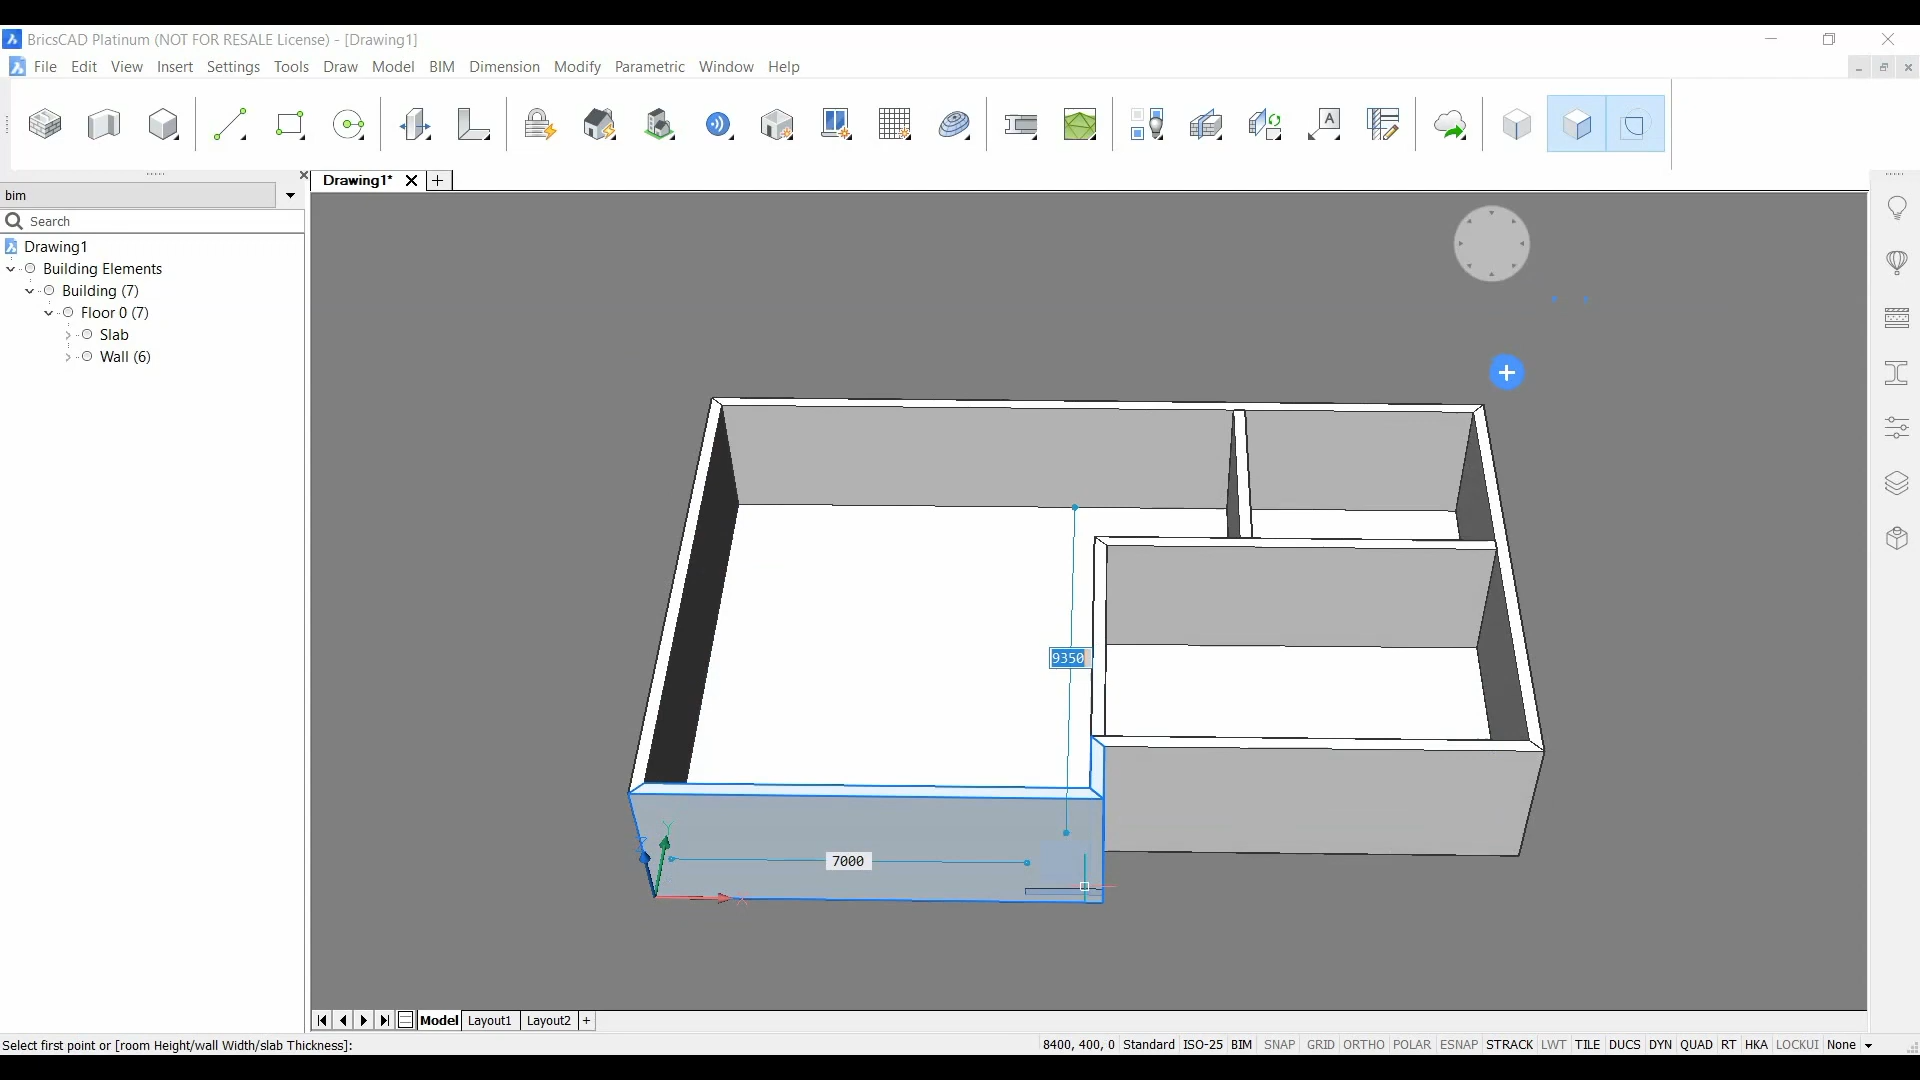 BricsCAD Platinum (NOT FOR RESALE License) - [Drawing1]
File Edit View Insert Settings Tools Draw Model BIM Dimension Modify Parametric Window Help
A
bim
Drawing1*
Search
Drawing1
Building Elements
Building (7)
Floor 0 (7)
Slab
Wall (6)
9350
7000
Y
X
Model Layout1 Layout2 +
Select first point or [room Height/wall Width/slab Thickness]:
8400, 400, 0 Standard ISO-25 BIM SNAP GRID ORTHO POLAR ESNAP STRACK LWT TILE DUCS DYN QUAD RT HKA LOCKUI None